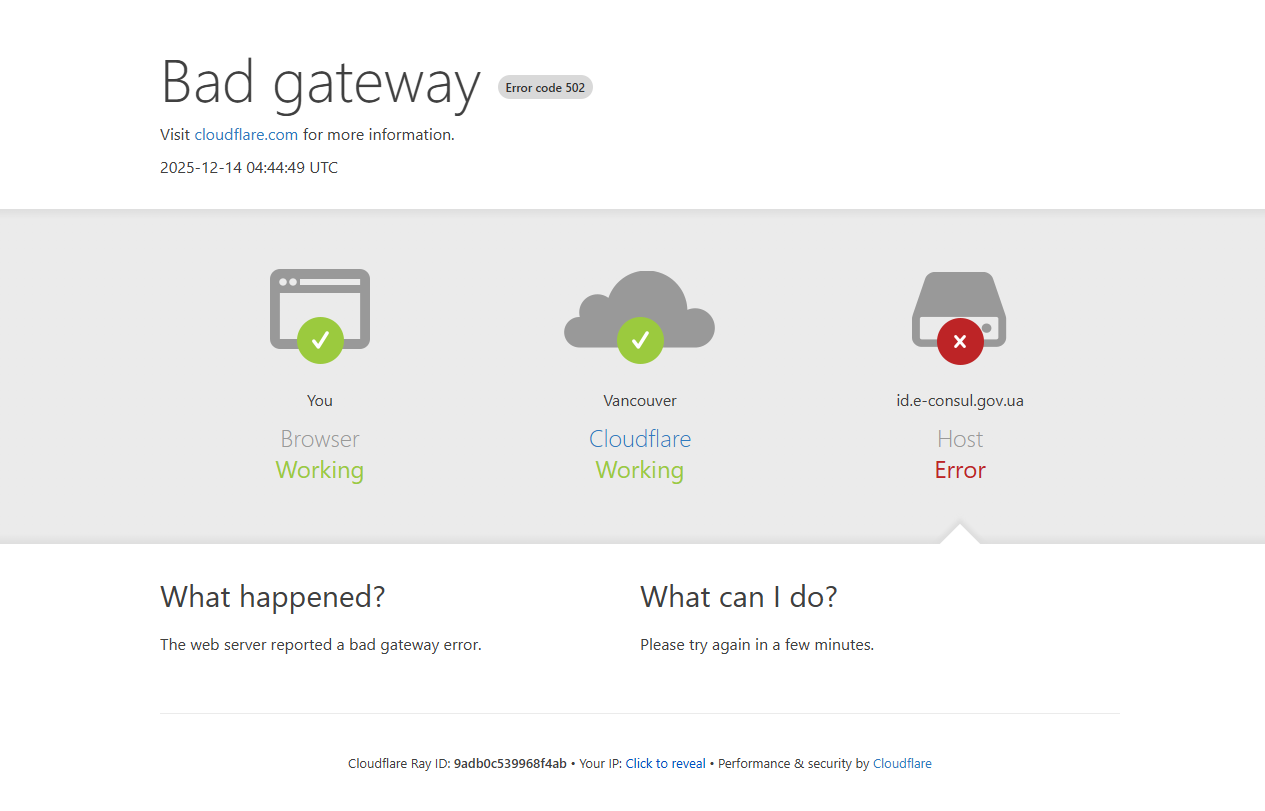 Bad gateway Error code 502
Visit cloudflare.com for more information.
2025-12-14 04:44:49 UTC
You
Browser
Working
Vancouver
Cloudflare
Working
id.e-consul.gov.ua
Host
Error
What happened?
The web server reported a bad gateway error.
What can I do?
Please try again in a few minutes.
Cloudflare Ray ID: 9adb0c539968f4ab • Your IP: Click to reveal • Performance & security by Cloudflare